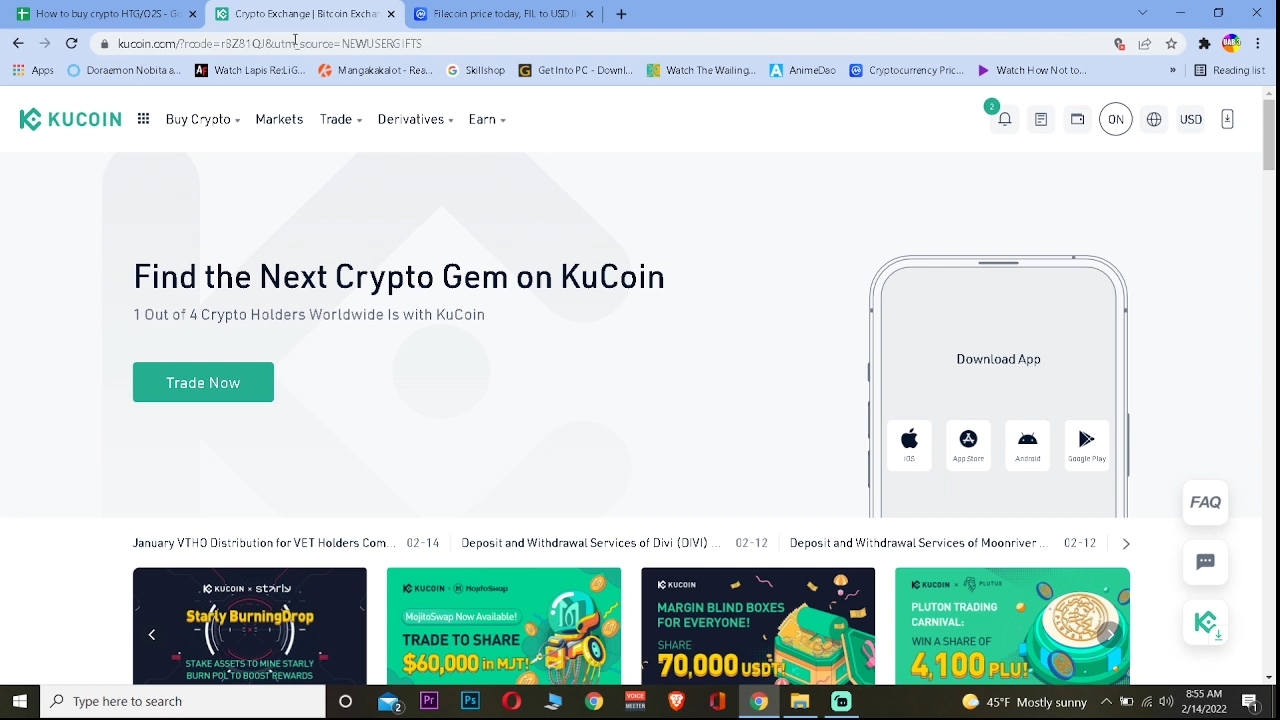 How to buy crypto HTG/O2S - G
Crypto Exchange | Bitcoin Excha
Filecoin price today, FIL to USD li
kucoin.com/?rcode=rBZ81QJ&utm_source=NEWUSERGIFTS
Apps
Doraemon Nobita a...
Watch Lapis Re:LiG...
Mangakakalot - Rea...
Skillshop
Get Into PC - Downl...
Watch The Wailing...
AnimeDao
Cryptocurrency Pric...
Watch How Not to...
»
Reading list
KUCOIN
Buy Crypto
Markets
Trade
Derivatives
Earn
2
ON
USD
Find the Next Crypto Gem on KuCoin
1 Out of 4 Crypto Holders Worldwide Is with KuCoin
Trade Now
Download App
iOS
App Store
Android
Google Play
FAQ
January VTHO Distribution for VET Holders Com...
02-14
Deposit and Withdrawal Services of Divi (DIVI) ...
02-12
Deposit and Withdrawal Services of Moonriver ...
02-12
KUCOIN × starly
Starly BurningDrop
STAKE ASSETS TO MINE STARLY
BURN POL TO BOOST REWARDS
KUCOIN MojitoSwap
MojitoSwap Now Available!
TRADE TO SHARE
$60,000 in MJT!
KUCOIN
MARGIN BLIND BOXES
FOR EVERYONE!
SHARE
70,000 USDT!
KUCOIN × PLUTUS
PLUTON TRADING
CARNIVAL:
WIN A SHARE OF
4,100 PLU
Type here to search
2
Pr
Ps
VOICE
MEETER
45°F Mostly sunny
8:55 AM
2/14/2022
1